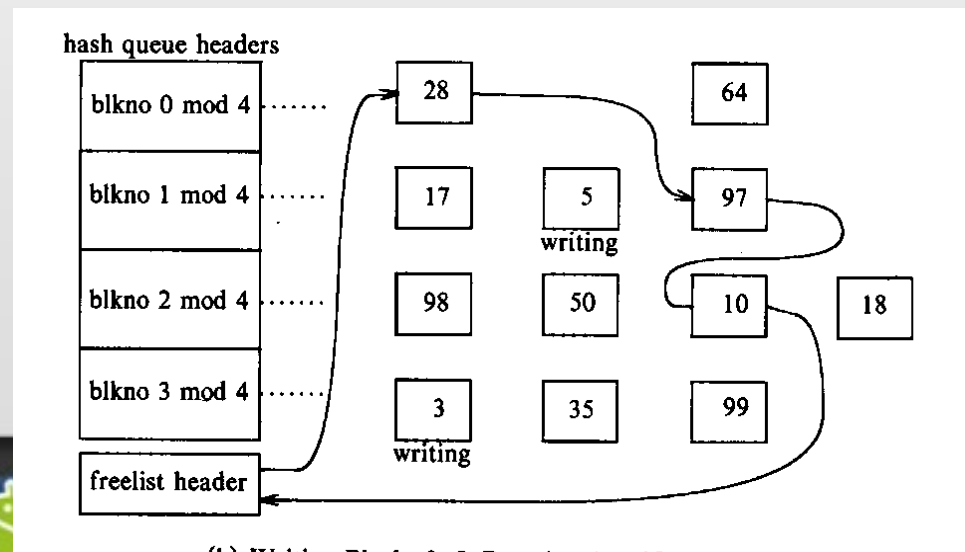 hash queue headers
blkno 0 mod 4 ....... 28 64
blkno 1 mod 4 ....... 17 5 97
writing
blkno 2 mod 4 ....... 98 50 10 18
blkno 3 mod 4 ....... 3 35 99
writing
freelist header